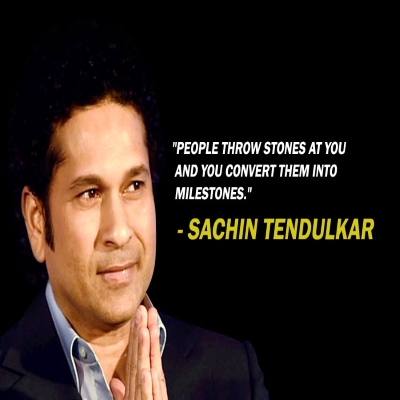 "PEOPLE THROW STONES AT YOU
AND YOU CONVERT THEM INTO
MILESTONES."
- SACHIN TENDULKAR